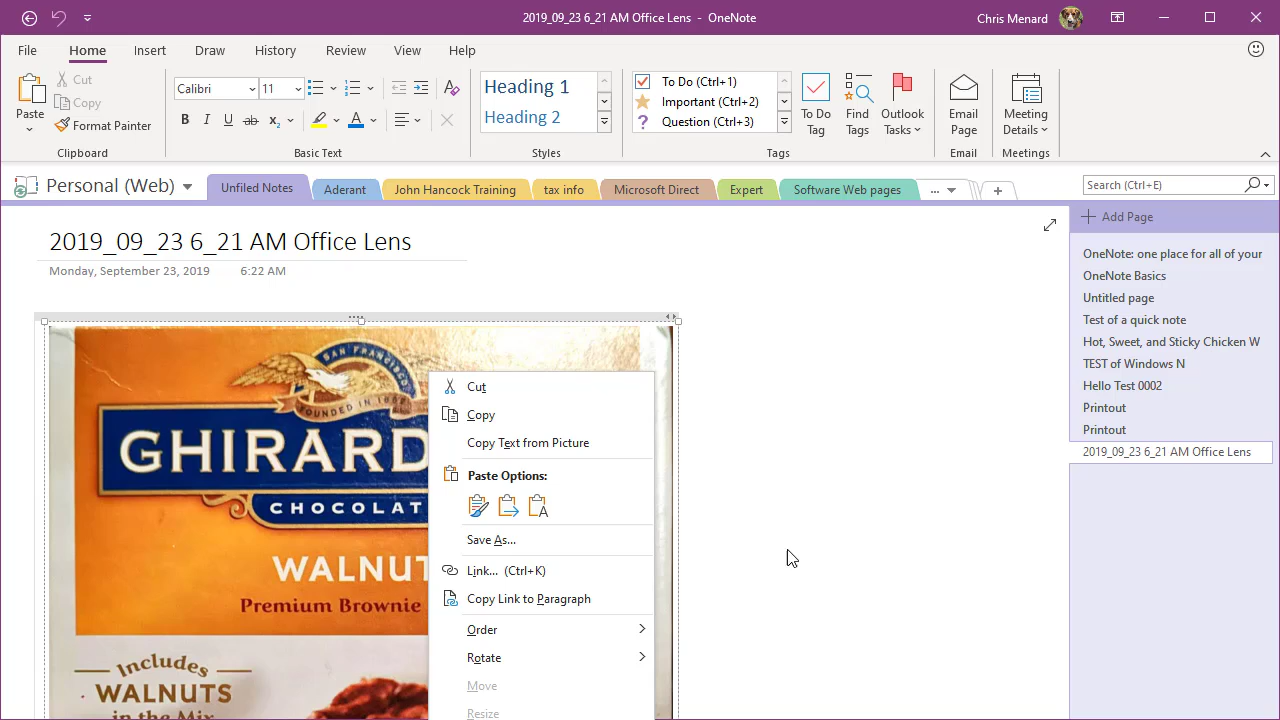 2019_09_23 6_21 AM Office Lens - OneNote
Chris Menard
File Home Insert Draw History Review View Help
Paste
Cut
Copy
Format Painter
Clipboard
Calibri 11
B I U ab x₂ A
Basic Text
Heading 1
Heading 2
Styles
To Do (Ctrl+1)
Important (Ctrl+2)
Question (Ctrl+3)
To Do Tag
Find Tags
Outlook Tasks
Tags
Email Page
Email
Meeting Details
Meetings
Personal (Web) Unfiled Notes Aderant John Hancock Training tax info Microsoft Direct Expert Software Web pages ...
Search (Ctrl+E)
2019_09_23 6_21 AM Office Lens
Monday, September 23, 2019 6:22 AM
SAN FRANCISCO
FOUNDED IN 1852
GHIRARD
CHOCOLAT
WALNUT
Premium Brownie
Includes
WALNUTS
in the Mix
Cut
Copy
Copy Text from Picture
Paste Options:
Save As...
Link... (Ctrl+K)
Copy Link to Paragraph
Order
Rotate
Move
Resize
Add Page
OneNote: one place for all of your
OneNote Basics
Untitled page
Test of a quick note
Hot, Sweet, and Sticky Chicken W
TEST of Windows N
Hello Test 0002
Printout
Printout
2019_09_23 6_21 AM Office Lens